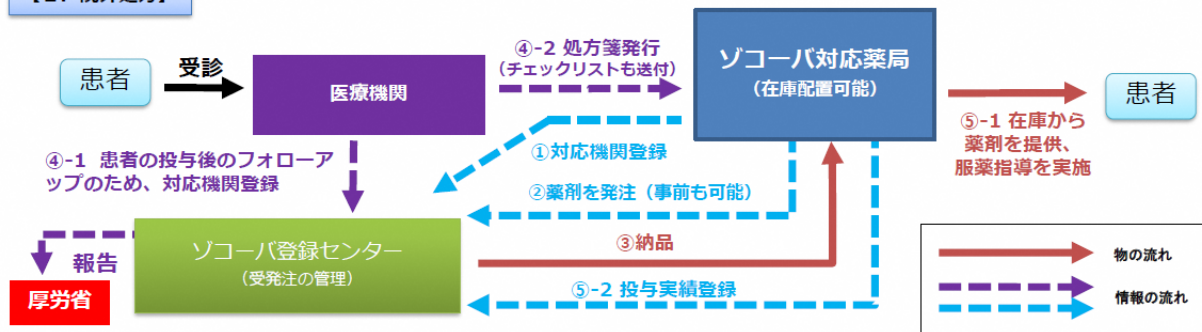 患者
受診
医療機関
④-2 処方箋発行
（チェックリストも送付）
ゾコーバ対応薬局
（在庫配置可能）
患者
⑤-1 在庫から
薬剤を提供、
服薬指導を実施
④-1 患者の投与後のフォローア
ップのため、対応機関登録
①対応機関登録
②薬剤を発注（事前も可能）
③納品
⑤-2 投与実績登録
ゾコーバ登録センター
（受発注の管理）
報告
厚労省
物の流れ
情報の流れ